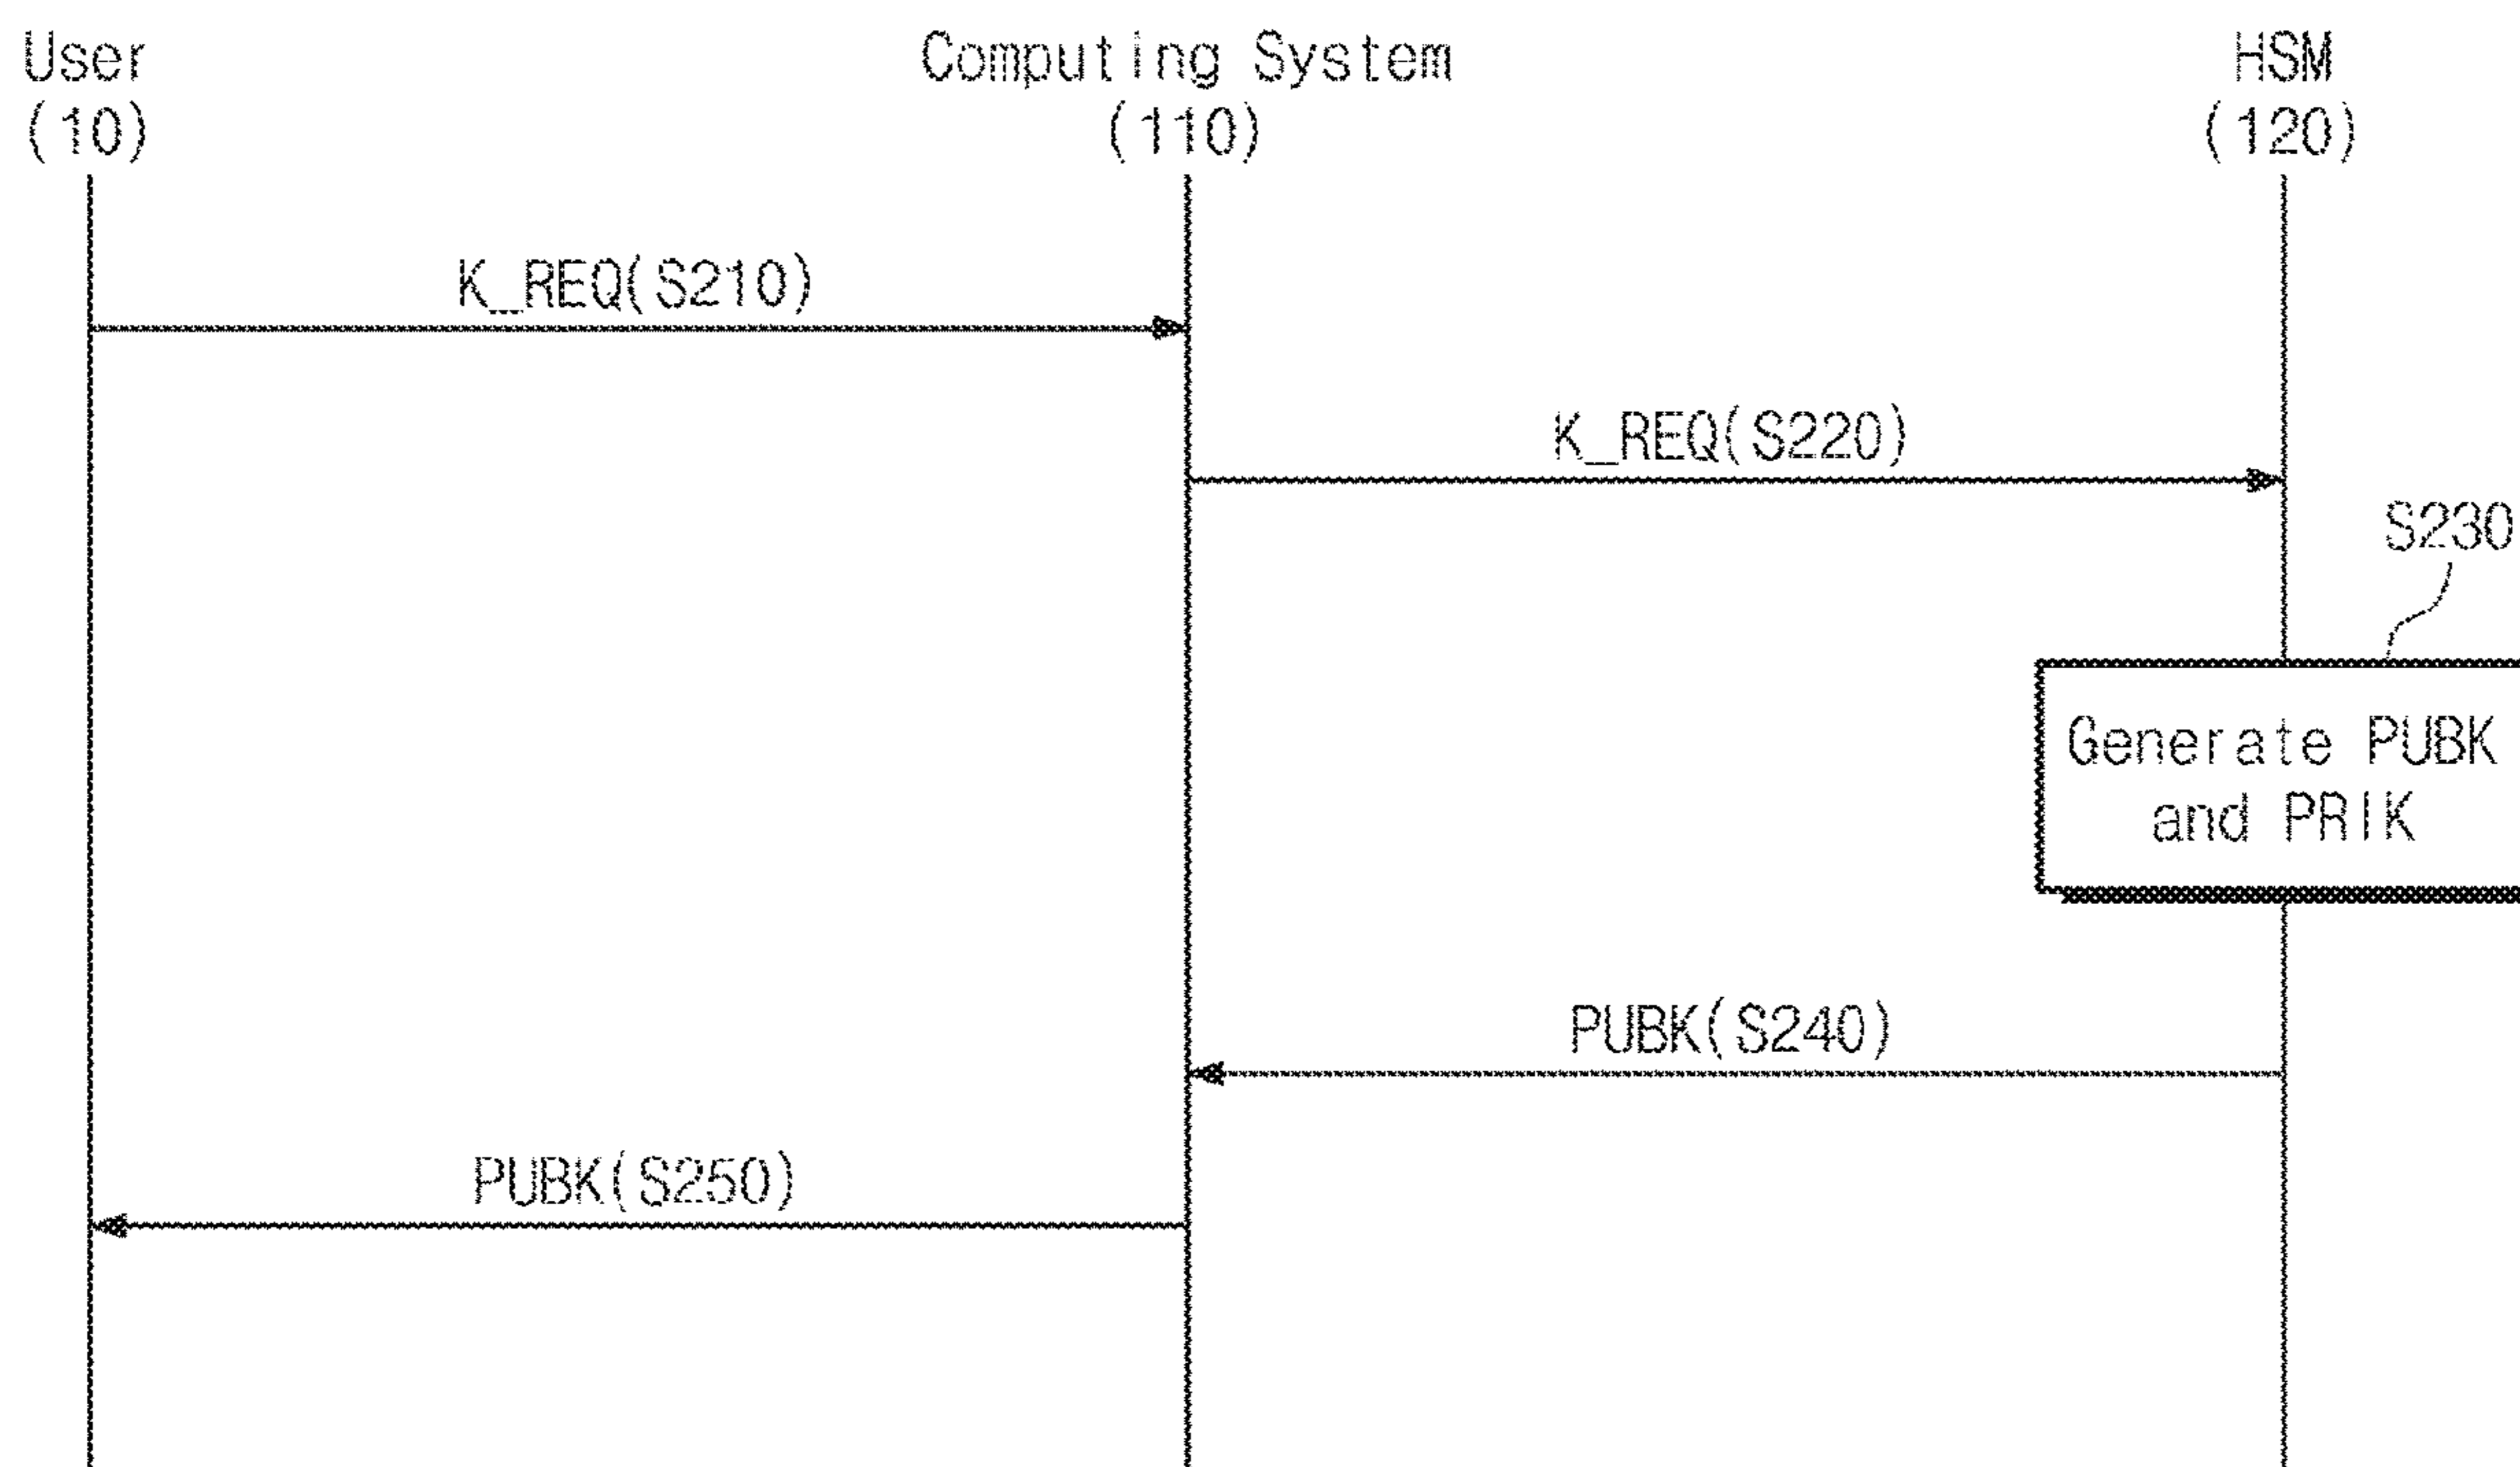 User
(10)
Computing System
(110)
HSM
(120)
K_REQ(S210)
K_REQ(S220)
S230
Generate PUBK
and PRIK
PUBK(S240)
PUBK(S250)